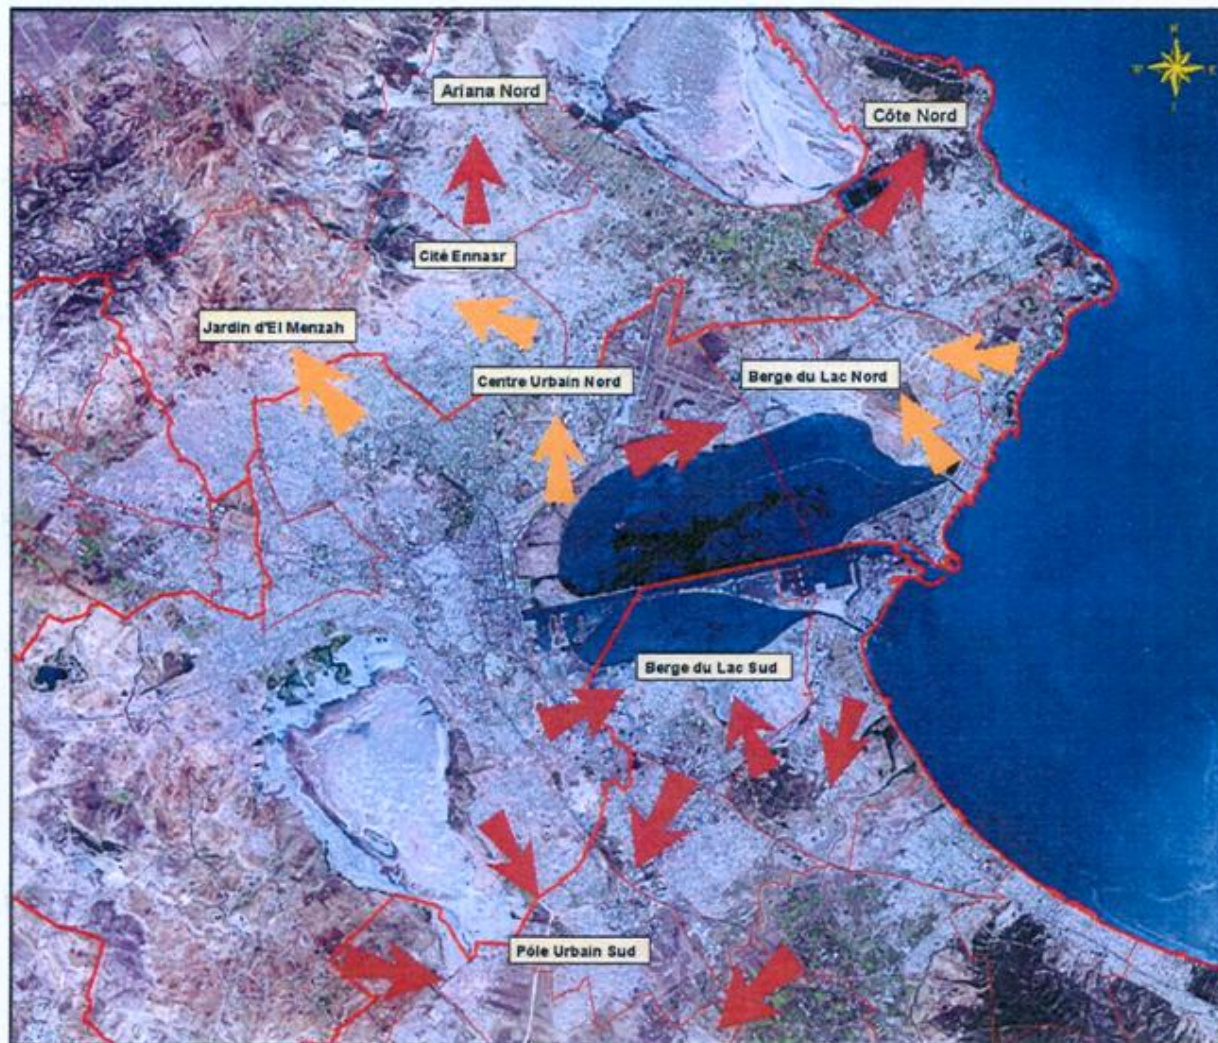 Ariana Nord
Côte Nord
Cité Ennasr
Jardin d'El Menzah
Centre Urbain Nord
Berge du Lac Nord
Berge du Lac Sud
Pôle Urbain Sud